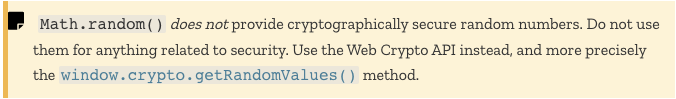 Math.random() does not provide cryptographically secure random numbers. Do not use
them for anything related to security. Use the Web Crypto API instead, and more precisely
the window.crypto.getRandomValues() method.